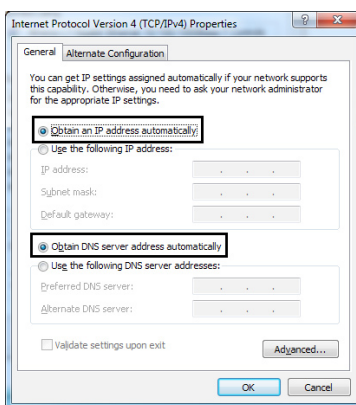 Internet Protocol Version 4 (TCP/IPv4) Properties
General
Alternate Configuration
You can get IP settings assigned automatically if your network supports
this capability. Otherwise, you need to ask your network administrator
for the appropriate IP settings.
Obtain an IP address automatically
Use the following IP address:
IP address:
Subnet mask:
Default gateway:
Obtain DNS server address automatically
Use the following DNS server addresses:
Preferred DNS server:
Alternate DNS server:
Validate settings upon exit
Advanced...
OK
Cancel